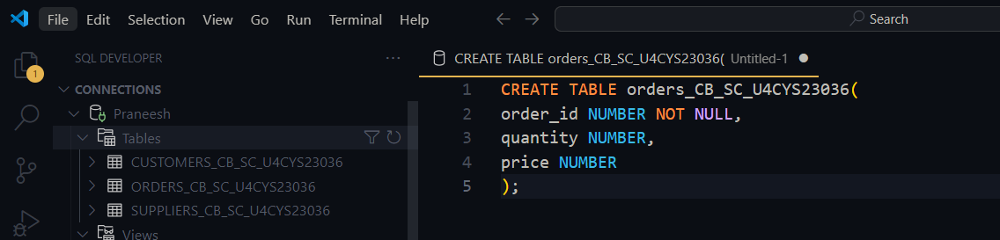 File Edit Selection View Go Run Terminal Help Search
1
SQL DEVELOPER ...
CONNECTIONS
Praneesh
Tables
CUSTOMERS_CB_SC_U4CYS23036
ORDERS_CB_SC_U4CYS23036
SUPPLIERS_CB_SC_U4CYS23036
Views
CREATE TABLE orders_CB_SC_U4CYS23036( Untitled-1
1 CREATE TABLE orders_CB_SC_U4CYS23036(
2 order_id NUMBER NOT NULL,
3 quantity NUMBER,
4 price NUMBER
5 );